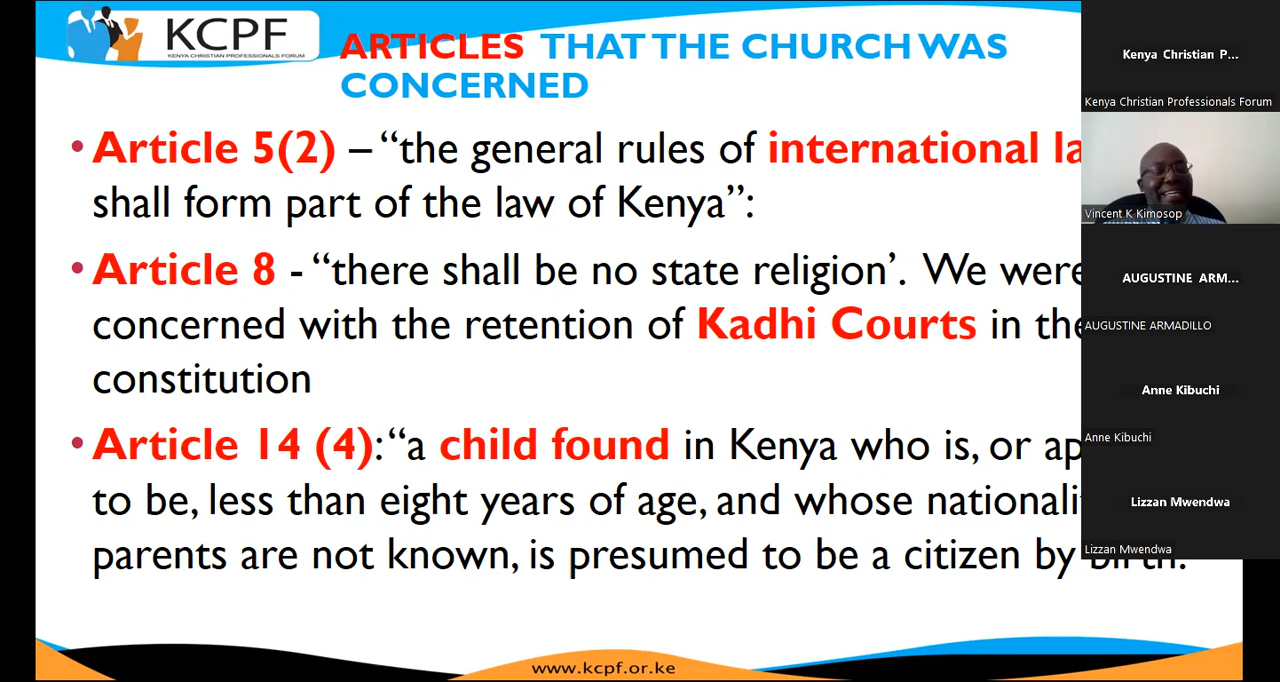 KCPF
KENYA CHRISTIAN PROFESSIONALS FORUM
ARTICLES THAT THE CHURCH WAS
CONCERNED
• Article 5(2) – “the general rules of international la
shall form part of the law of Kenya”:
• Article 8 - “there shall be no state religion’. We were
concerned with the retention of Kadhi Courts in the
constitution
• Article 14 (4): “a child found in Kenya who is, or ap
to be, less than eight years of age, and whose nationali
parents are not known, is presumed to be a citizen by birth.
www.kcpf.or.ke
Kenya Christian P...
Kenya Christian Professionals Forum
Vincent K Kimosop
AUGUSTINE ARM...
AUGUSTINE ARMADILLO
Anne Kibuchi
Anne Kibuchi
Lizzan Mwendwa
Lizzan Mwendwa